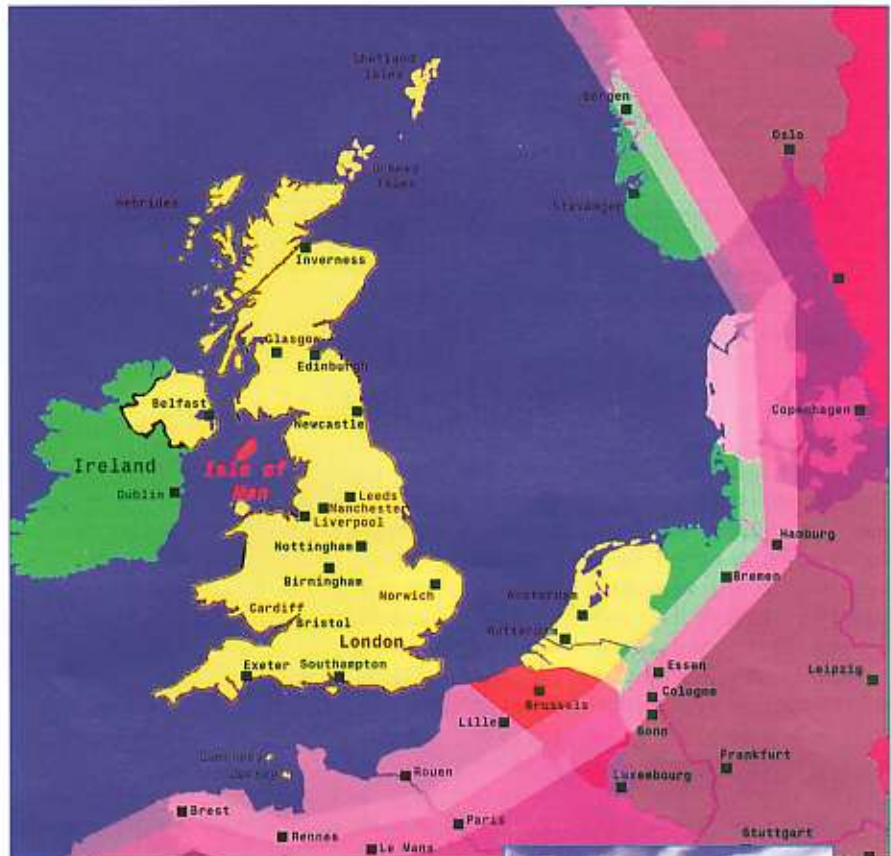 Shetland
Isles
Bergen
Oslo
Orkney
Isles
Hebrides
Stavanger
Inverness
Glasgow
Edinburgh
Belfast
Newcastle
Copenhagen
Ireland
Isle of
Man
Dublin
Leeds
Manchester
Liverpool
Nottingham
Hamburg
Birmingham
Bremen
Norwich
Amsterdam
Cardiff
Bristol
Rotterdam
London
Exeter
Southampton
Essen
Leipzig
Cologne
Brussels
Lille
Bonn
Guernsey
Jersey
Rouen
Frankfurt
Luxembourg
Brest
Paris
Rennes
Le Mans
Stuttgart